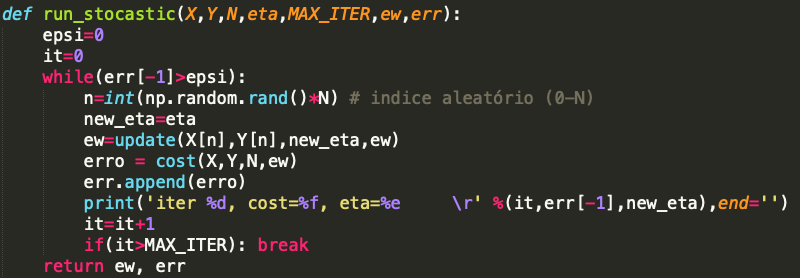 def run_stocastic(X,Y,N,eta,MAX_ITER,ew,err):
    epsi=0
    it=0
    while(err[-1]>epsi):
        n=int(np.random.rand()*N) # indice aleatório (0-N)
        new_eta=eta
        ew=update(X[n],Y[n],new_eta,ew)
        erro = cost(X,Y,N,ew)
        err.append(erro)
        print('iter %d, cost=%f, eta=%e     \r' %(it,err[-1],new_eta),end='')
        it=it+1
        if(it>MAX_ITER): break
    return ew, err